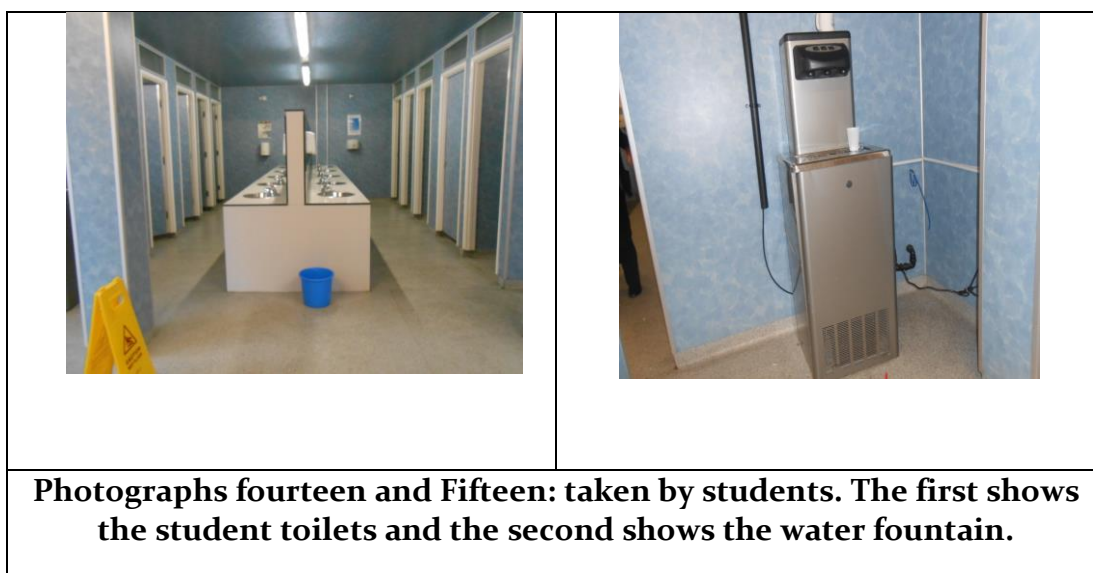 Photographs fourteen and Fifteen: taken by students. The first shows
the student toilets and the second shows the water fountain.